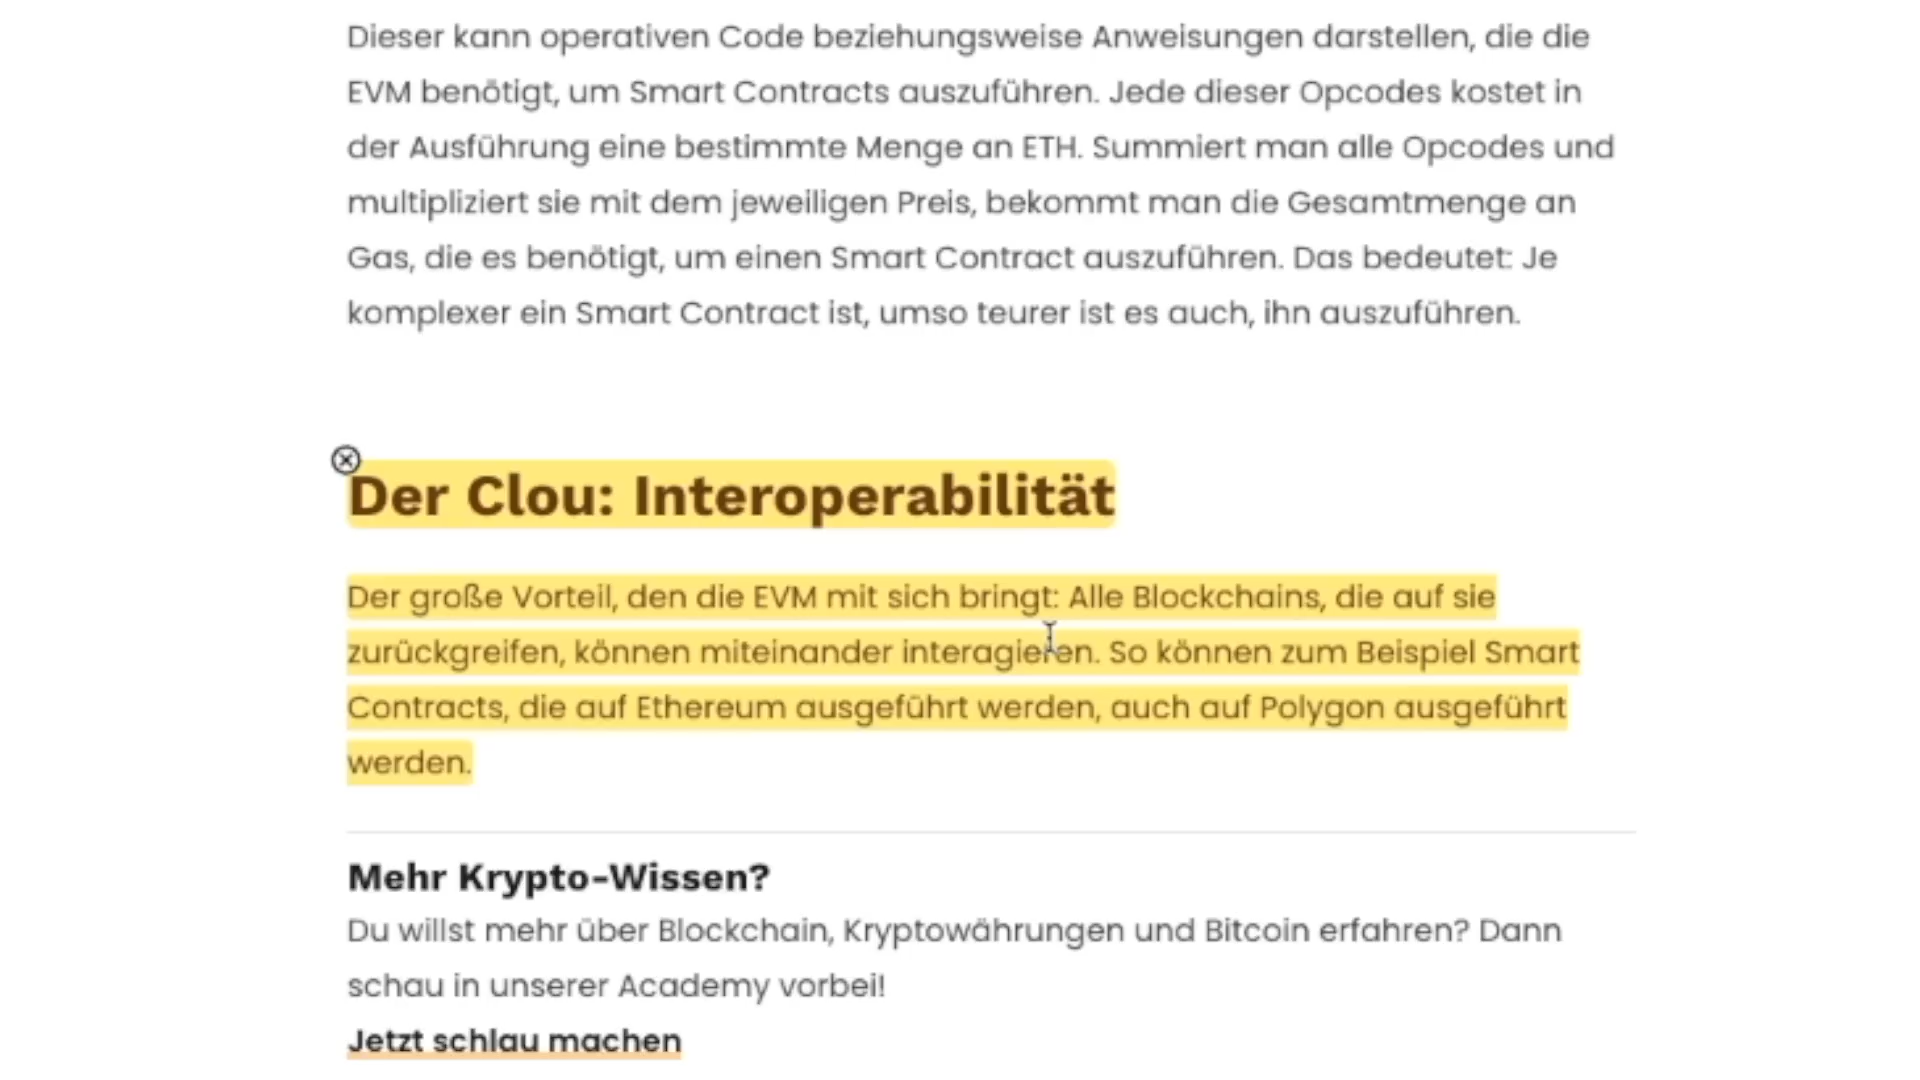 Dieser kann operativen Code beziehungsweise Anweisungen darstellen, die die
EVM benötigt, um Smart Contracts auszuführen. Jede dieser Opcodes kostet in
der Ausführung eine bestimmte Menge an ETH. Summiert man alle Opcodes und
multipliziert sie mit dem jeweiligen Preis, bekommt man die Gesamtmenge an
Gas, die es benötigt, um einen Smart Contract auszuführen. Das bedeutet: Je
komplexer ein Smart Contract ist, umso teurer ist es auch, ihn auszuführen.
Der Clou: Interoperabilität
Der große Vorteil, den die EVM mit sich bringt: Alle Blockchains, die auf sie
zurückgreifen, können miteinander interagieren. So können zum Beispiel Smart
Contracts, die auf Ethereum ausgeführt werden, auch auf Polygon ausgeführt
werden.
Mehr Krypto-Wissen?
Du willst mehr über Blockchain, Kryptowährungen und Bitcoin erfahren? Dann
schau in unserer Academy vorbei!
Jetzt schlau machen